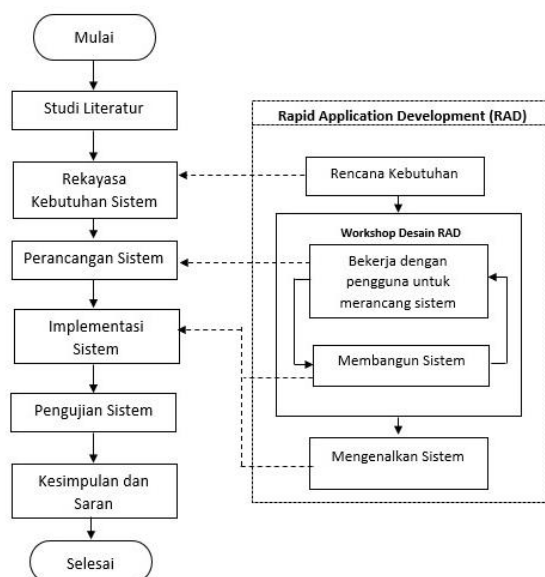 Mulai
Studi Literatur
Rekayasa
Kebutuhan Sistem
Perancangan Sistem
Implementasi
Sistem
Pengujian Sistem
Kesimpulan dan
Saran
Selesai
Rapid Application Development (RAD)
Rencana Kebutuhan
Workshop Desain RAD
Bekerja dengan
pengguna untuk
merancang sistem
Membangun Sistem
Mengenalkan Sistem